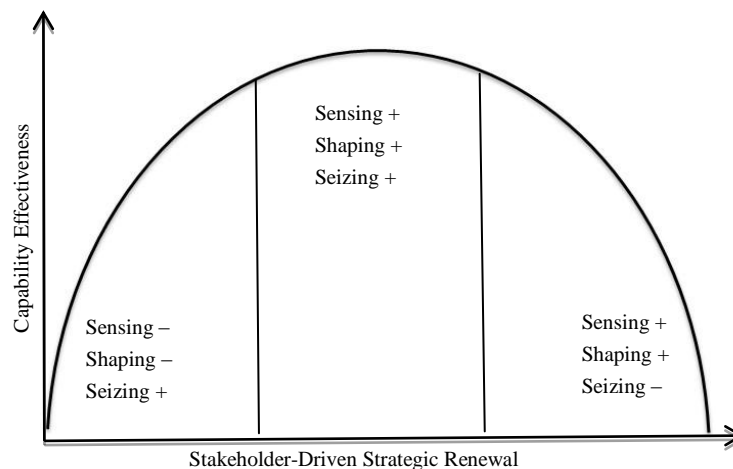 Capability Effectiveness
Sensing +
Shaping +
Seizing +
Sensing –
Shaping –
Seizing +
Sensing +
Shaping +
Seizing –
Stakeholder-Driven Strategic Renewal